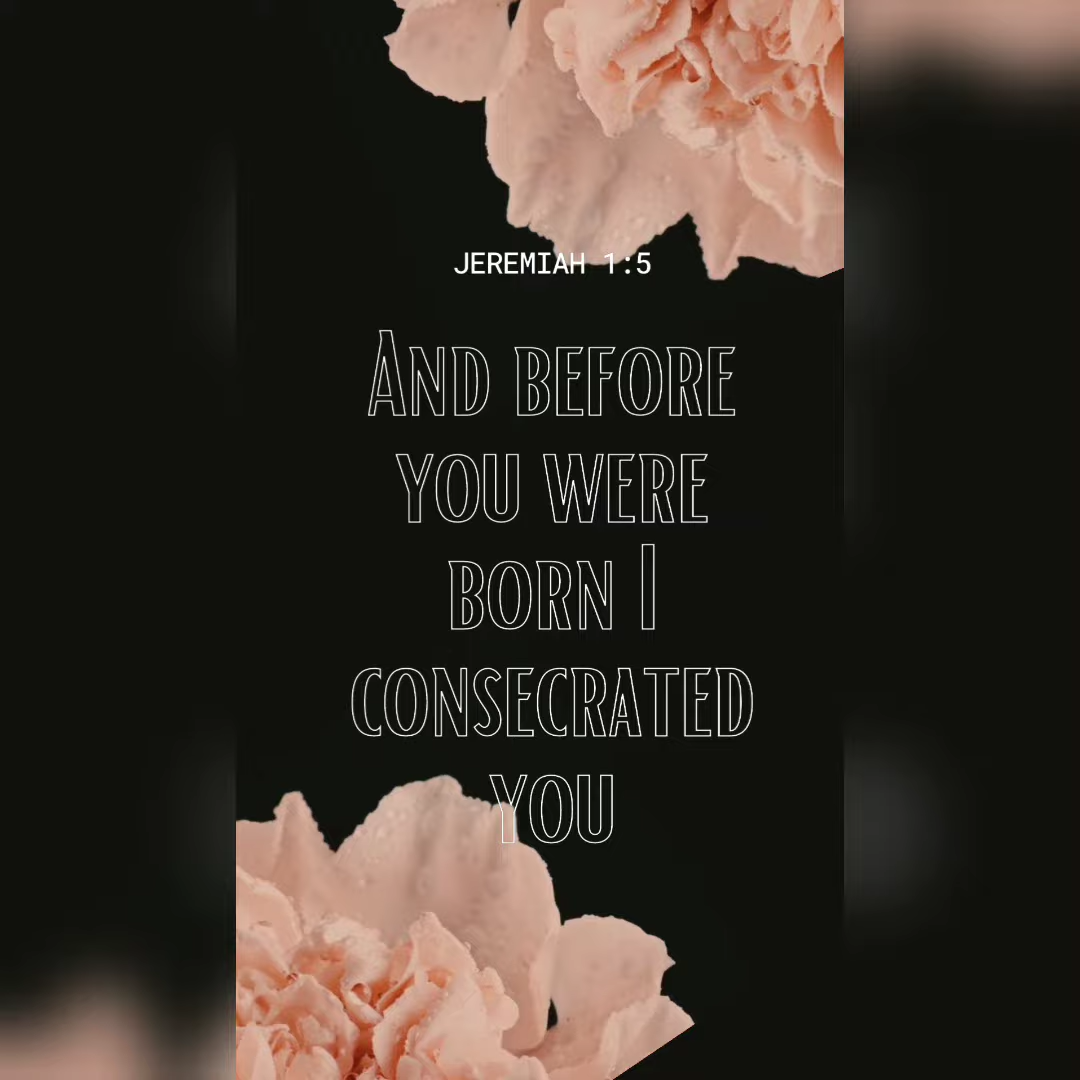 JEREMIAH 1:5
AND BEFORE
YOU WERE
BORN I
CONSECRATED
YOU